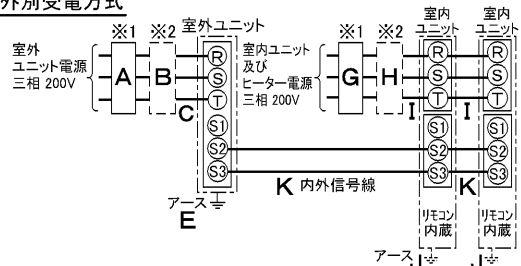 外別受電方式
※1 ※2 室外ユニット
室外
ユニット電源
三相 200V
A B C
R
S
T
S1
S2
S3
アース
E
※1 ※2
室内ユニット
及び
ヒーター電源
三相 200V
G H I I
室内
ユニット
R
S
T
S1
S2
S3
リモコン
内蔵
室内
ユニット
R
S
T
S1
S2
S3
リモコン
内蔵
K 内外信号線 K
アース J J